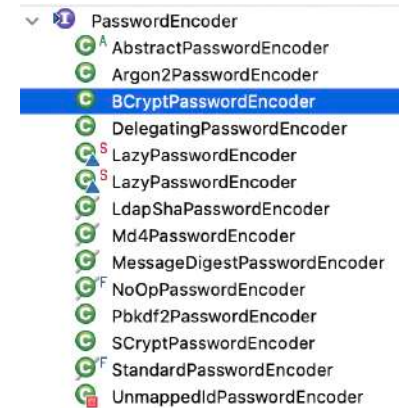 PasswordEncoder
AbstractPasswordEncoder
Argon2PasswordEncoder
BCryptPasswordEncoder
DelegatingPasswordEncoder
LazyPasswordEncoder
LazyPasswordEncoder
LdapShaPasswordEncoder
Md4PasswordEncoder
MessageDigestPasswordEncoder
NoOpPasswordEncoder
Pbkdf2PasswordEncoder
SCryptPasswordEncoder
StandardPasswordEncoder
UnmappedIdPasswordEncoder